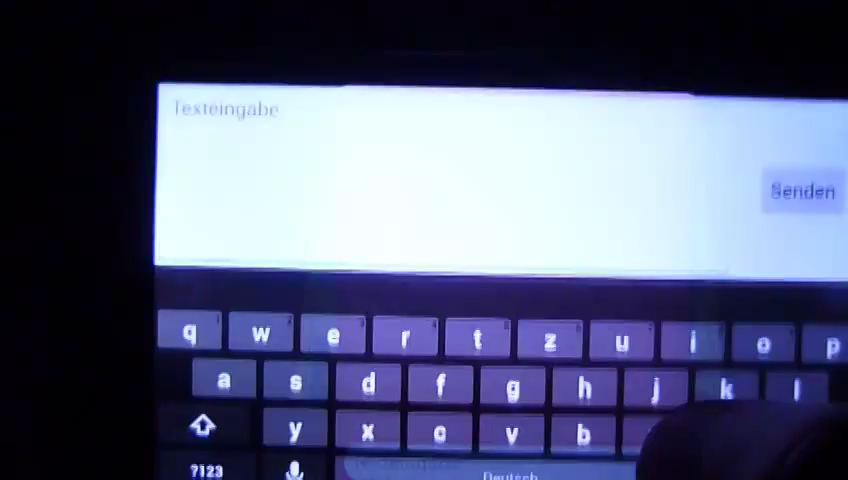 Texteingabe
Senden
q w e r t z u i o p
a s d f g h j k l
y x c v b
?123 Deutsch